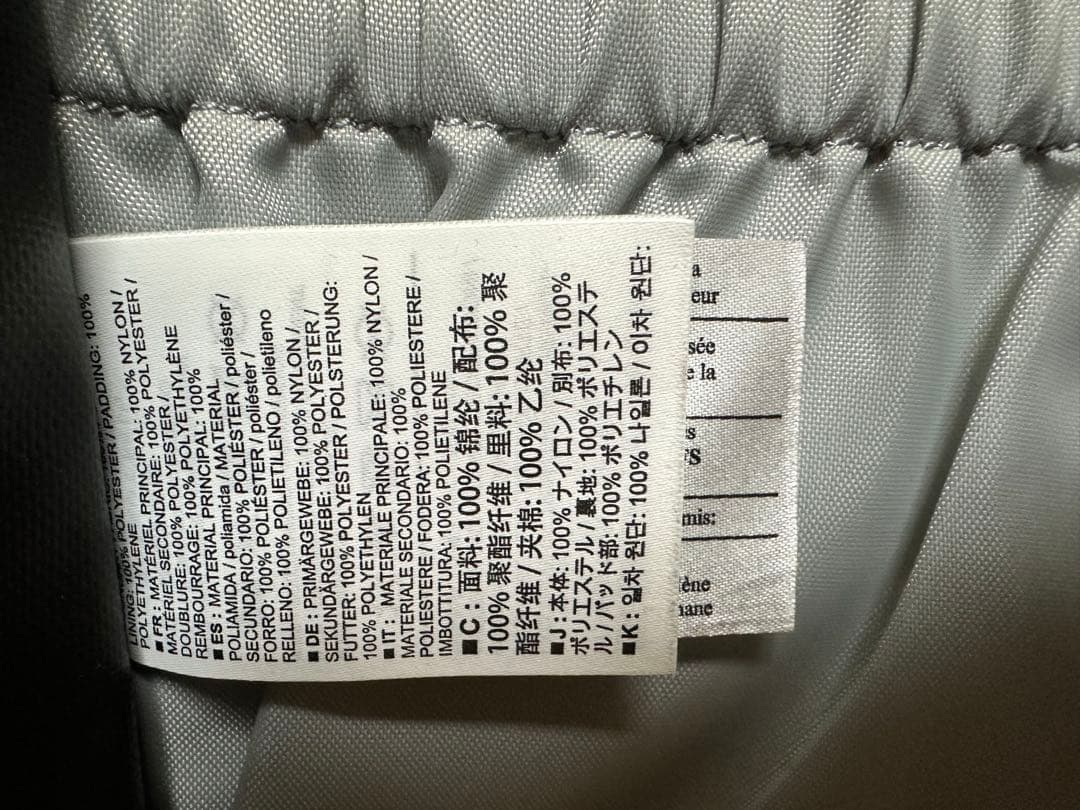 LINING: 100% POLYESTER / PADDING: 100%
POLYETHYLENE
■ FR : MATÉRIEL PRINCIPAL: 100% NYLON /
MATÉRIEL SECONDAIRE: 100% POLYESTER /
DOUBLURE: 100% POLYESTER /
REMBOURRAGE: 100% POLYETHYLÈNE
■ ES : MATERIAL PRINCIPAL: 100%
POLIAMIDA / poliamida / MATERIAL
SECUNDARIO: 100% POLIÉSTER / poliéster /
FORRO: 100% POLIÉSTER / poliéster /
RELLENO: 100% POLIETILENO / polietileno
■ DE : PRIMÄRGEWEBE: 100% NYLON /
SEKUNDÄRGEWEBE: 100% POLYESTER /
FUTTER: 100% POLYESTER / POLSTERUNG:
100% POLYETHYLEN
■ IT : MATERIALE PRINCIPALE: 100% NYLON /
MATERIALE SECONDARIO: 100%
POLIESTERE / FODERA: 100% POLIESTERE /
IMBOTTITURA: 100% POLIETILENE
■ C : 面料: 100% 锦纶 / 配布:
100% 聚酯纤维 / 里料: 100% 聚
酯纤维 / 夹棉: 100% 乙纶
■ J : 本体: 100% ナイロン / 別布: 100%
ポリエステル / 裏地: 100% ポリエステ
ル / パッド部: 100% ポリエチレン
■ K : 일차 원단: 100% 나일론 / 이차 원단:
la
sée
mis: